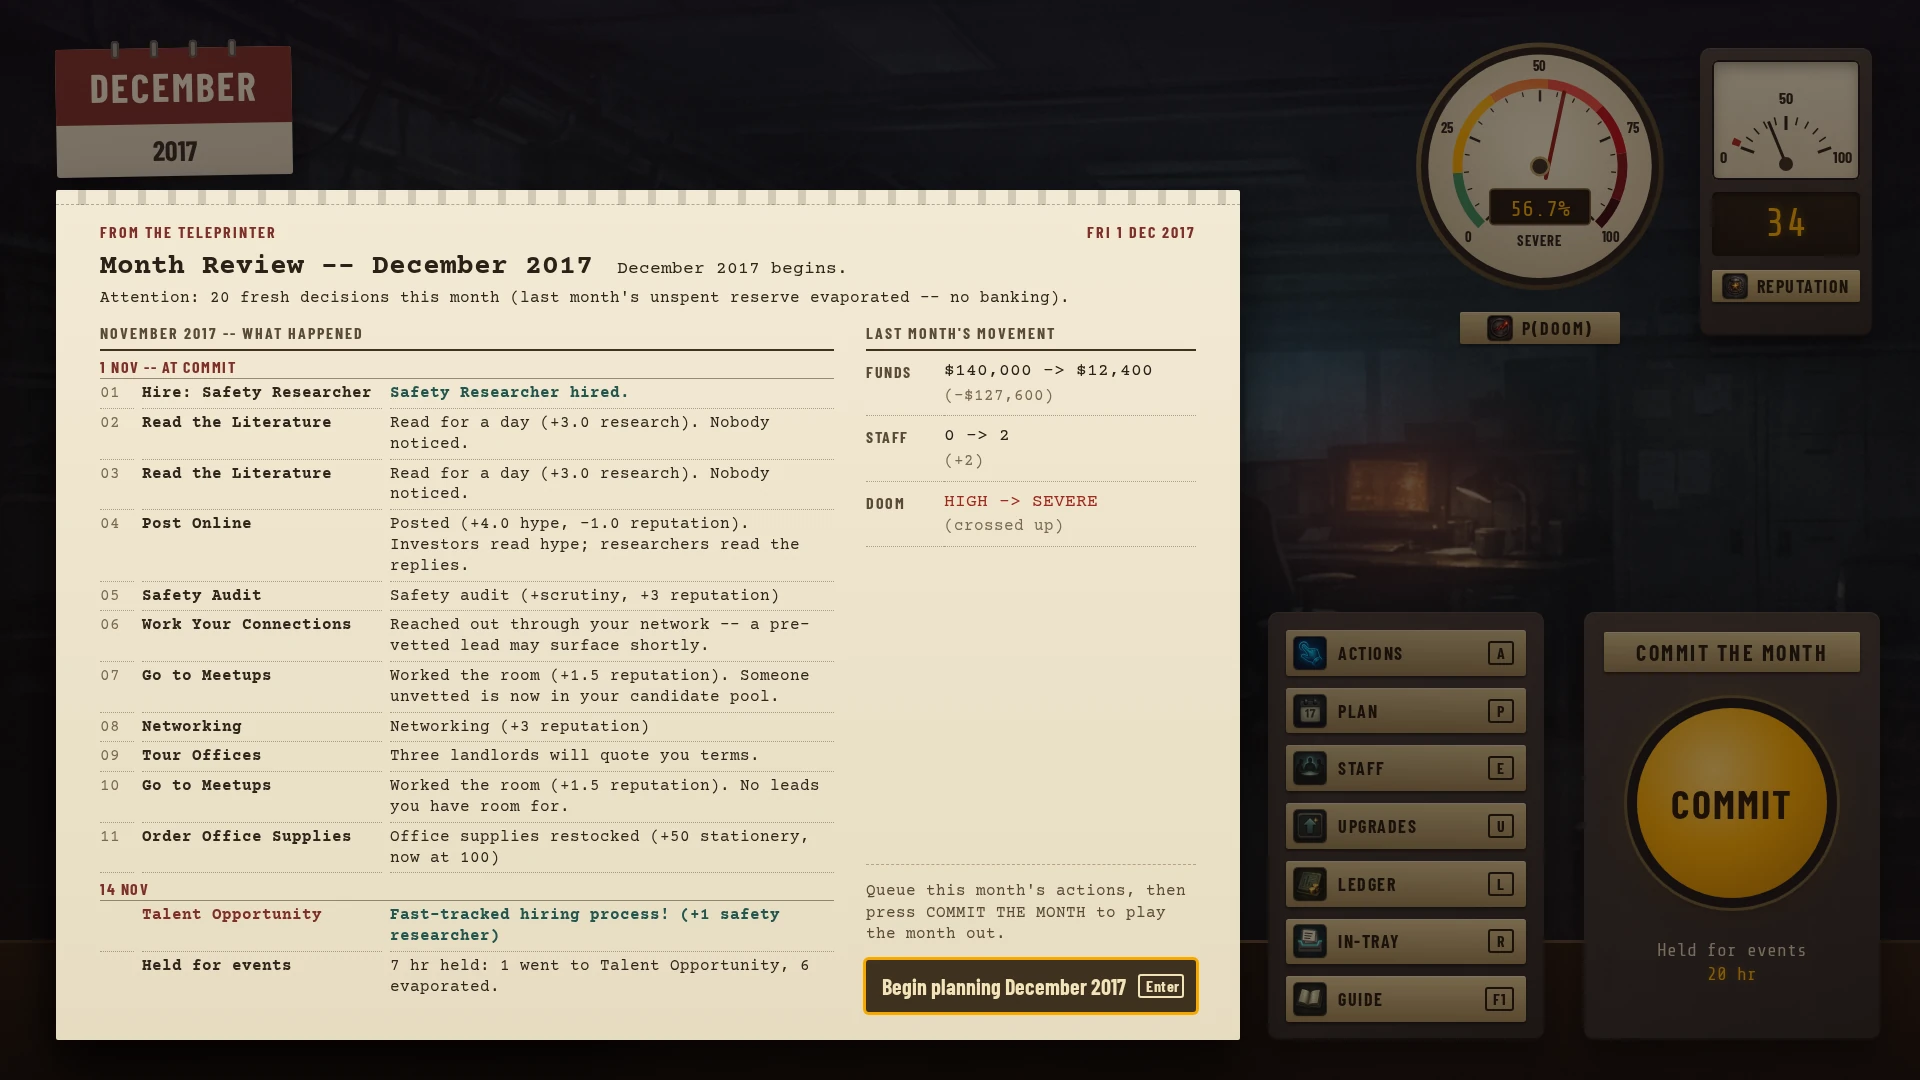 DECEMBER
2017
FROM THE TELEPRINTER
FRI 1 DEC 2017
Month Review -- December 2017 December 2017 begins.
Attention: 20 fresh decisions this month (last month's unspent reserve evaporated -- no banking).
NOVEMBER 2017 -- WHAT HAPPENED
1 NOV -- AT COMMIT
01 Hire: Safety Researcher Safety Researcher hired.
02 Read the Literature Read for a day (+3.0 research). Nobody
noticed.
03 Read the Literature Read for a day (+3.0 research). Nobody
noticed.
04 Post Online Posted (+4.0 hype, -1.0 reputation).
Investors read hype; researchers read the
replies.
05 Safety Audit Safety audit (+scrutiny, +3 reputation)
06 Work Your Connections Reached out through your network -- a pre-
vetted lead may surface shortly.
07 Go to Meetups Worked the room (+1.5 reputation). Someone
unvetted is now in your candidate pool.
08 Networking Networking (+3 reputation)
09 Tour Offices Three landlords will quote you terms.
10 Go to Meetups Worked the room (+1.5 reputation). No leads
you have room for.
11 Order Office Supplies Office supplies restocked (+50 stationery,
now at 100)
14 NOV
Talent Opportunity Fast-tracked hiring process! (+1 safety
researcher)
Held for events 7 hr held: 1 went to Talent Opportunity, 6
evaporated.
LAST MONTH'S MOVEMENT
FUNDS $140,000 -> $12,400
(-$127,600)
STAFF 0 -> 2
(+2)
DOOM HIGH -> SEVERE
(crossed up)
Queue this month's actions, then
press COMMIT THE MONTH to play
the month out.
Begin planning December 2017 Enter
0
25
50
75
100
56.7%
SEVERE
P(DOOM)
0
50
100
34
REPUTATION
ACTIONS A
17
PLAN P
STAFF E
UPGRADES U
LEDGER L
IN-TRAY R
GUIDE F1
COMMIT THE MONTH
COMMIT
Held for events
20 hr